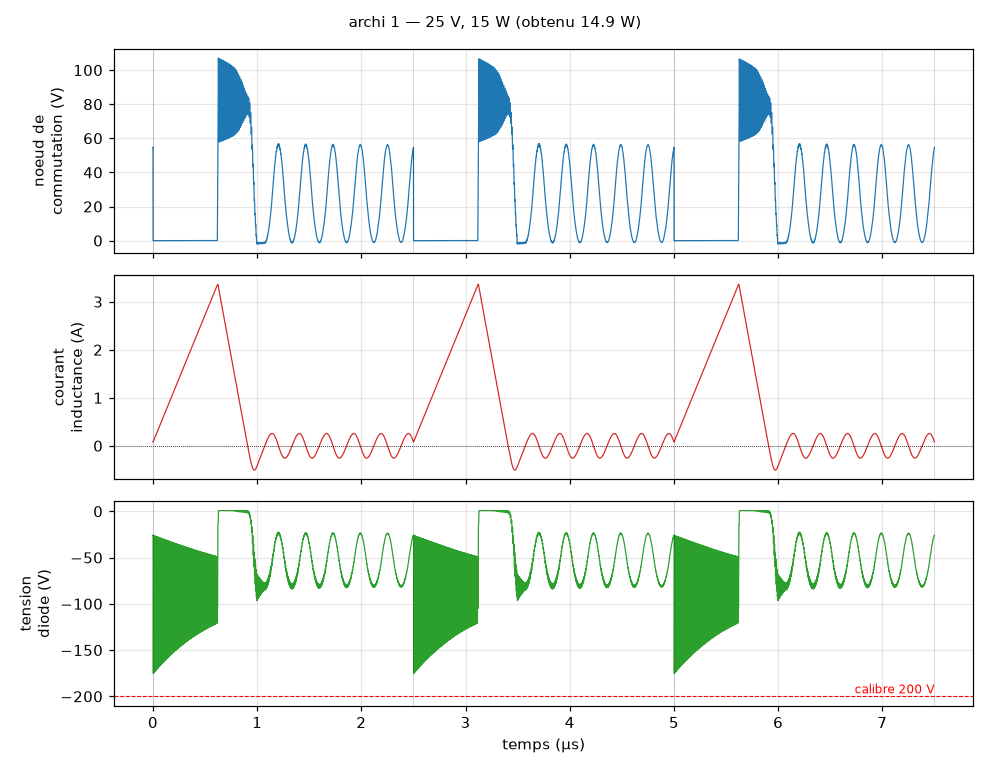 archi 1 — 25 V, 15 W (obtenu 14.9 W)
noeud de
commutation (V)
100
80
60
40
20
0
courant
inductance (A)
3
2
1
0
tension
diode (V)
0
−50
−100
−150
−200
calibre 200 V
0 1 2 3 4 5 6 7
temps (µs)